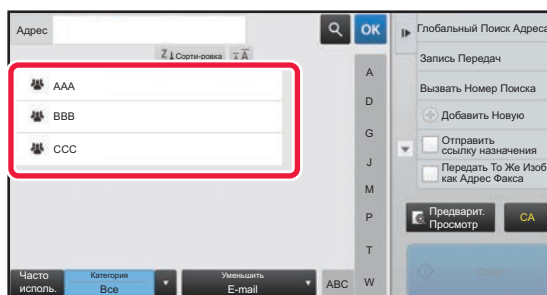 Адрес
OK
Сорти-ровка
AAA
BBB
CCC
A
D
G
J
M
P
T
W
ABC
Часто исполь.
Категория
Все
Уменьшить
E-mail
Глобальный Поиск Адреса
Запись Передач
Вызвать Номер Поиска
Добавить Новую
Отправить
ссылку назначения
Передать То Же Изоб
как Адрес Факса
Предварит.
Просмотр
CA
Старт